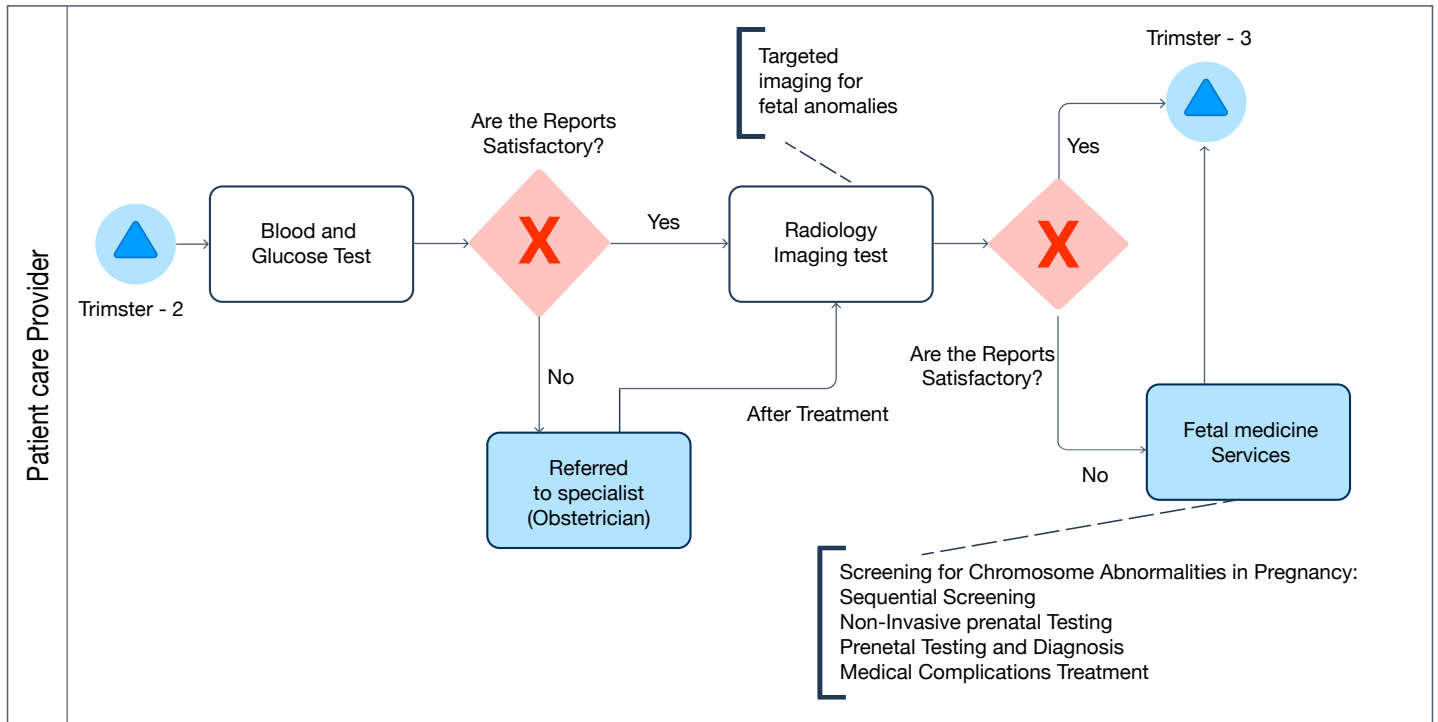 Patient care Provider
Trimster - 2
Blood and
Glucose Test
Are the Reports
Satisfactory?
X
Yes
No
Referred
to specialist
(Obstetrician)
After Treatment
Targeted
imaging for
fetal anomalies
Radiology
Imaging test
X
Are the Reports
Satisfactory?
Yes
Trimster - 3
No
Fetal medicine
Services
Screening for Chromosome Abnormalities in Pregnancy:
Sequential Screening
Non-Invasive prenatal Testing
Prenetal Testing and Diagnosis
Medical Complications Treatment